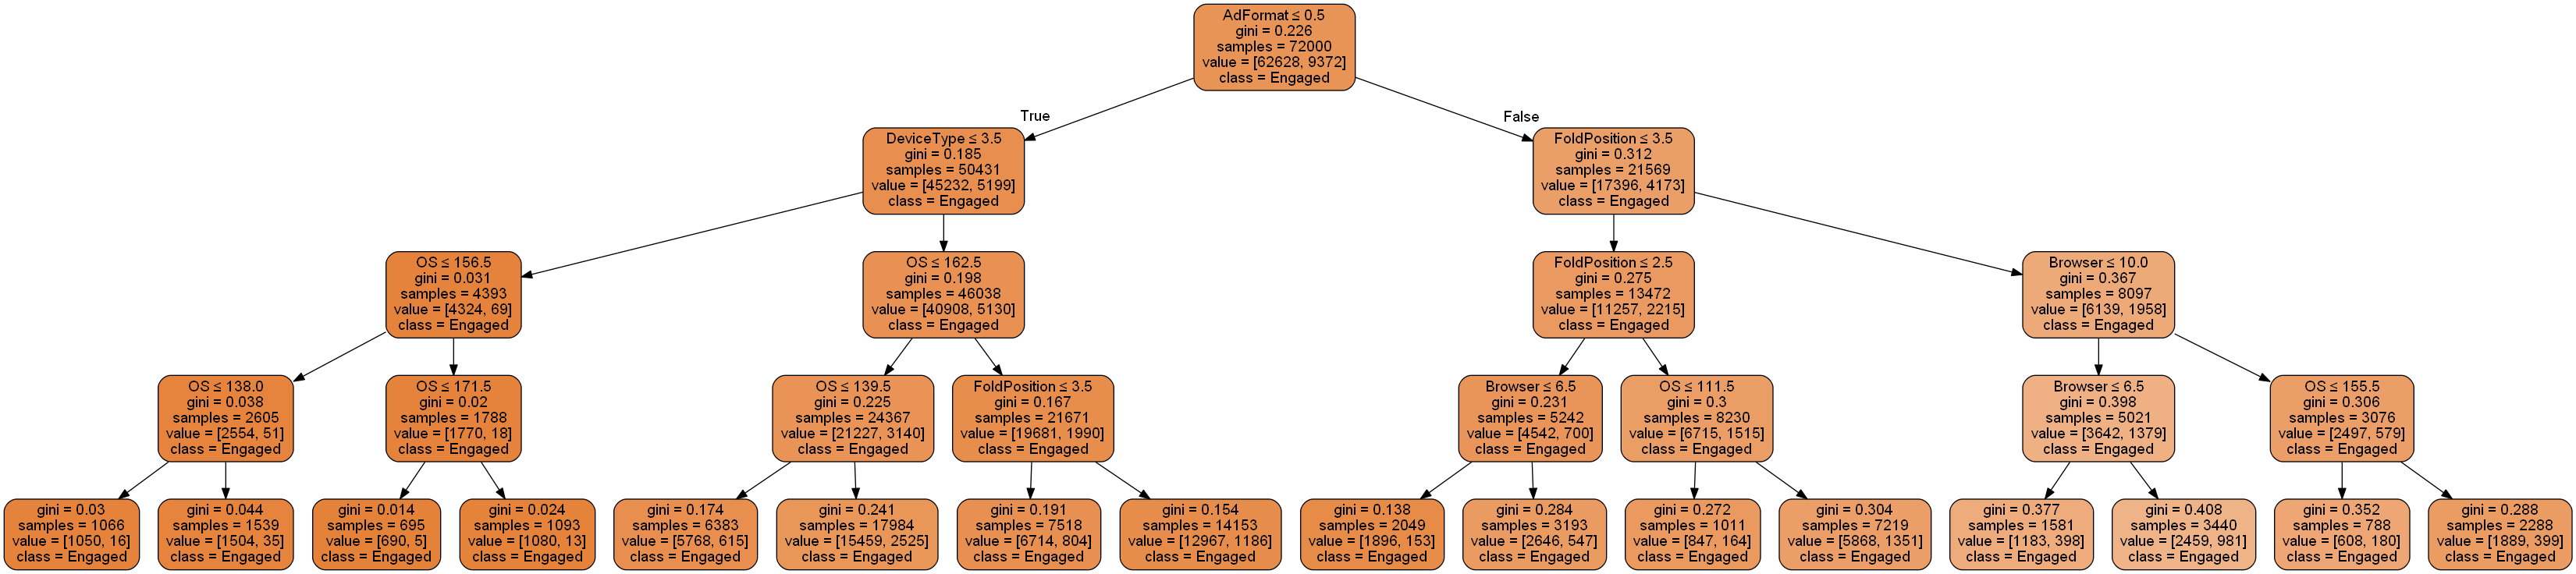 AdFormat ≤ 0.5
gini = 0.226
samples = 72000
value = [62628, 9372]
class = Engaged
True
False
DeviceType ≤ 3.5
gini = 0.185
samples = 50431
value = [45232, 5199]
class = Engaged
FoldPosition ≤ 3.5
gini = 0.312
samples = 21569
value = [17396, 4173]
class = Engaged
OS ≤ 156.5
gini = 0.031
samples = 4393
value = [4324, 69]
class = Engaged
OS ≤ 162.5
gini = 0.198
samples = 46038
value = [40908, 5130]
class = Engaged
FoldPosition ≤ 2.5
gini = 0.275
samples = 13472
value = [11257, 2215]
class = Engaged
Browser ≤ 10.0
gini = 0.367
samples = 8097
value = [6139, 1958]
class = Engaged
OS ≤ 138.0
gini = 0.038
samples = 2605
value = [2554, 51]
class = Engaged
OS ≤ 171.5
gini = 0.02
samples = 1788
value = [1770, 18]
class = Engaged
OS ≤ 139.5
gini = 0.225
samples = 24367
value = [21227, 3140]
class = Engaged
FoldPosition ≤ 3.5
gini = 0.167
samples = 21671
value = [19681, 1990]
class = Engaged
Browser ≤ 6.5
gini = 0.231
samples = 5242
value = [4542, 700]
class = Engaged
OS ≤ 111.5
gini = 0.3
samples = 8230
value = [6715, 1515]
class = Engaged
Browser ≤ 6.5
gini = 0.398
samples = 5021
value = [3642, 1379]
class = Engaged
OS ≤ 155.5
gini = 0.306
samples = 3076
value = [2497, 579]
class = Engaged
gini = 0.03
samples = 1066
value = [1050, 16]
class = Engaged
gini = 0.044
samples = 1539
value = [1504, 35]
class = Engaged
gini = 0.014
samples = 695
value = [690, 5]
class = Engaged
gini = 0.024
samples = 1093
value = [1080, 13]
class = Engaged
gini = 0.174
samples = 6383
value = [5768, 615]
class = Engaged
gini = 0.241
samples = 17984
value = [15459, 2525]
class = Engaged
gini = 0.191
samples = 7518
value = [6714, 804]
class = Engaged
gini = 0.154
samples = 14153
value = [12967, 1186]
class = Engaged
gini = 0.138
samples = 2049
value = [1896, 153]
class = Engaged
gini = 0.284
samples = 3193
value = [2646, 547]
class = Engaged
gini = 0.272
samples = 1011
value = [847, 164]
class = Engaged
gini = 0.304
samples = 7219
value = [5868, 1351]
class = Engaged
gini = 0.377
samples = 1581
value = [1183, 398]
class = Engaged
gini = 0.408
samples = 3440
value = [2459, 981]
class = Engaged
gini = 0.352
samples = 788
value = [608, 180]
class = Engaged
gini = 0.288
samples = 2288
value = [1889, 399]
class = Engaged